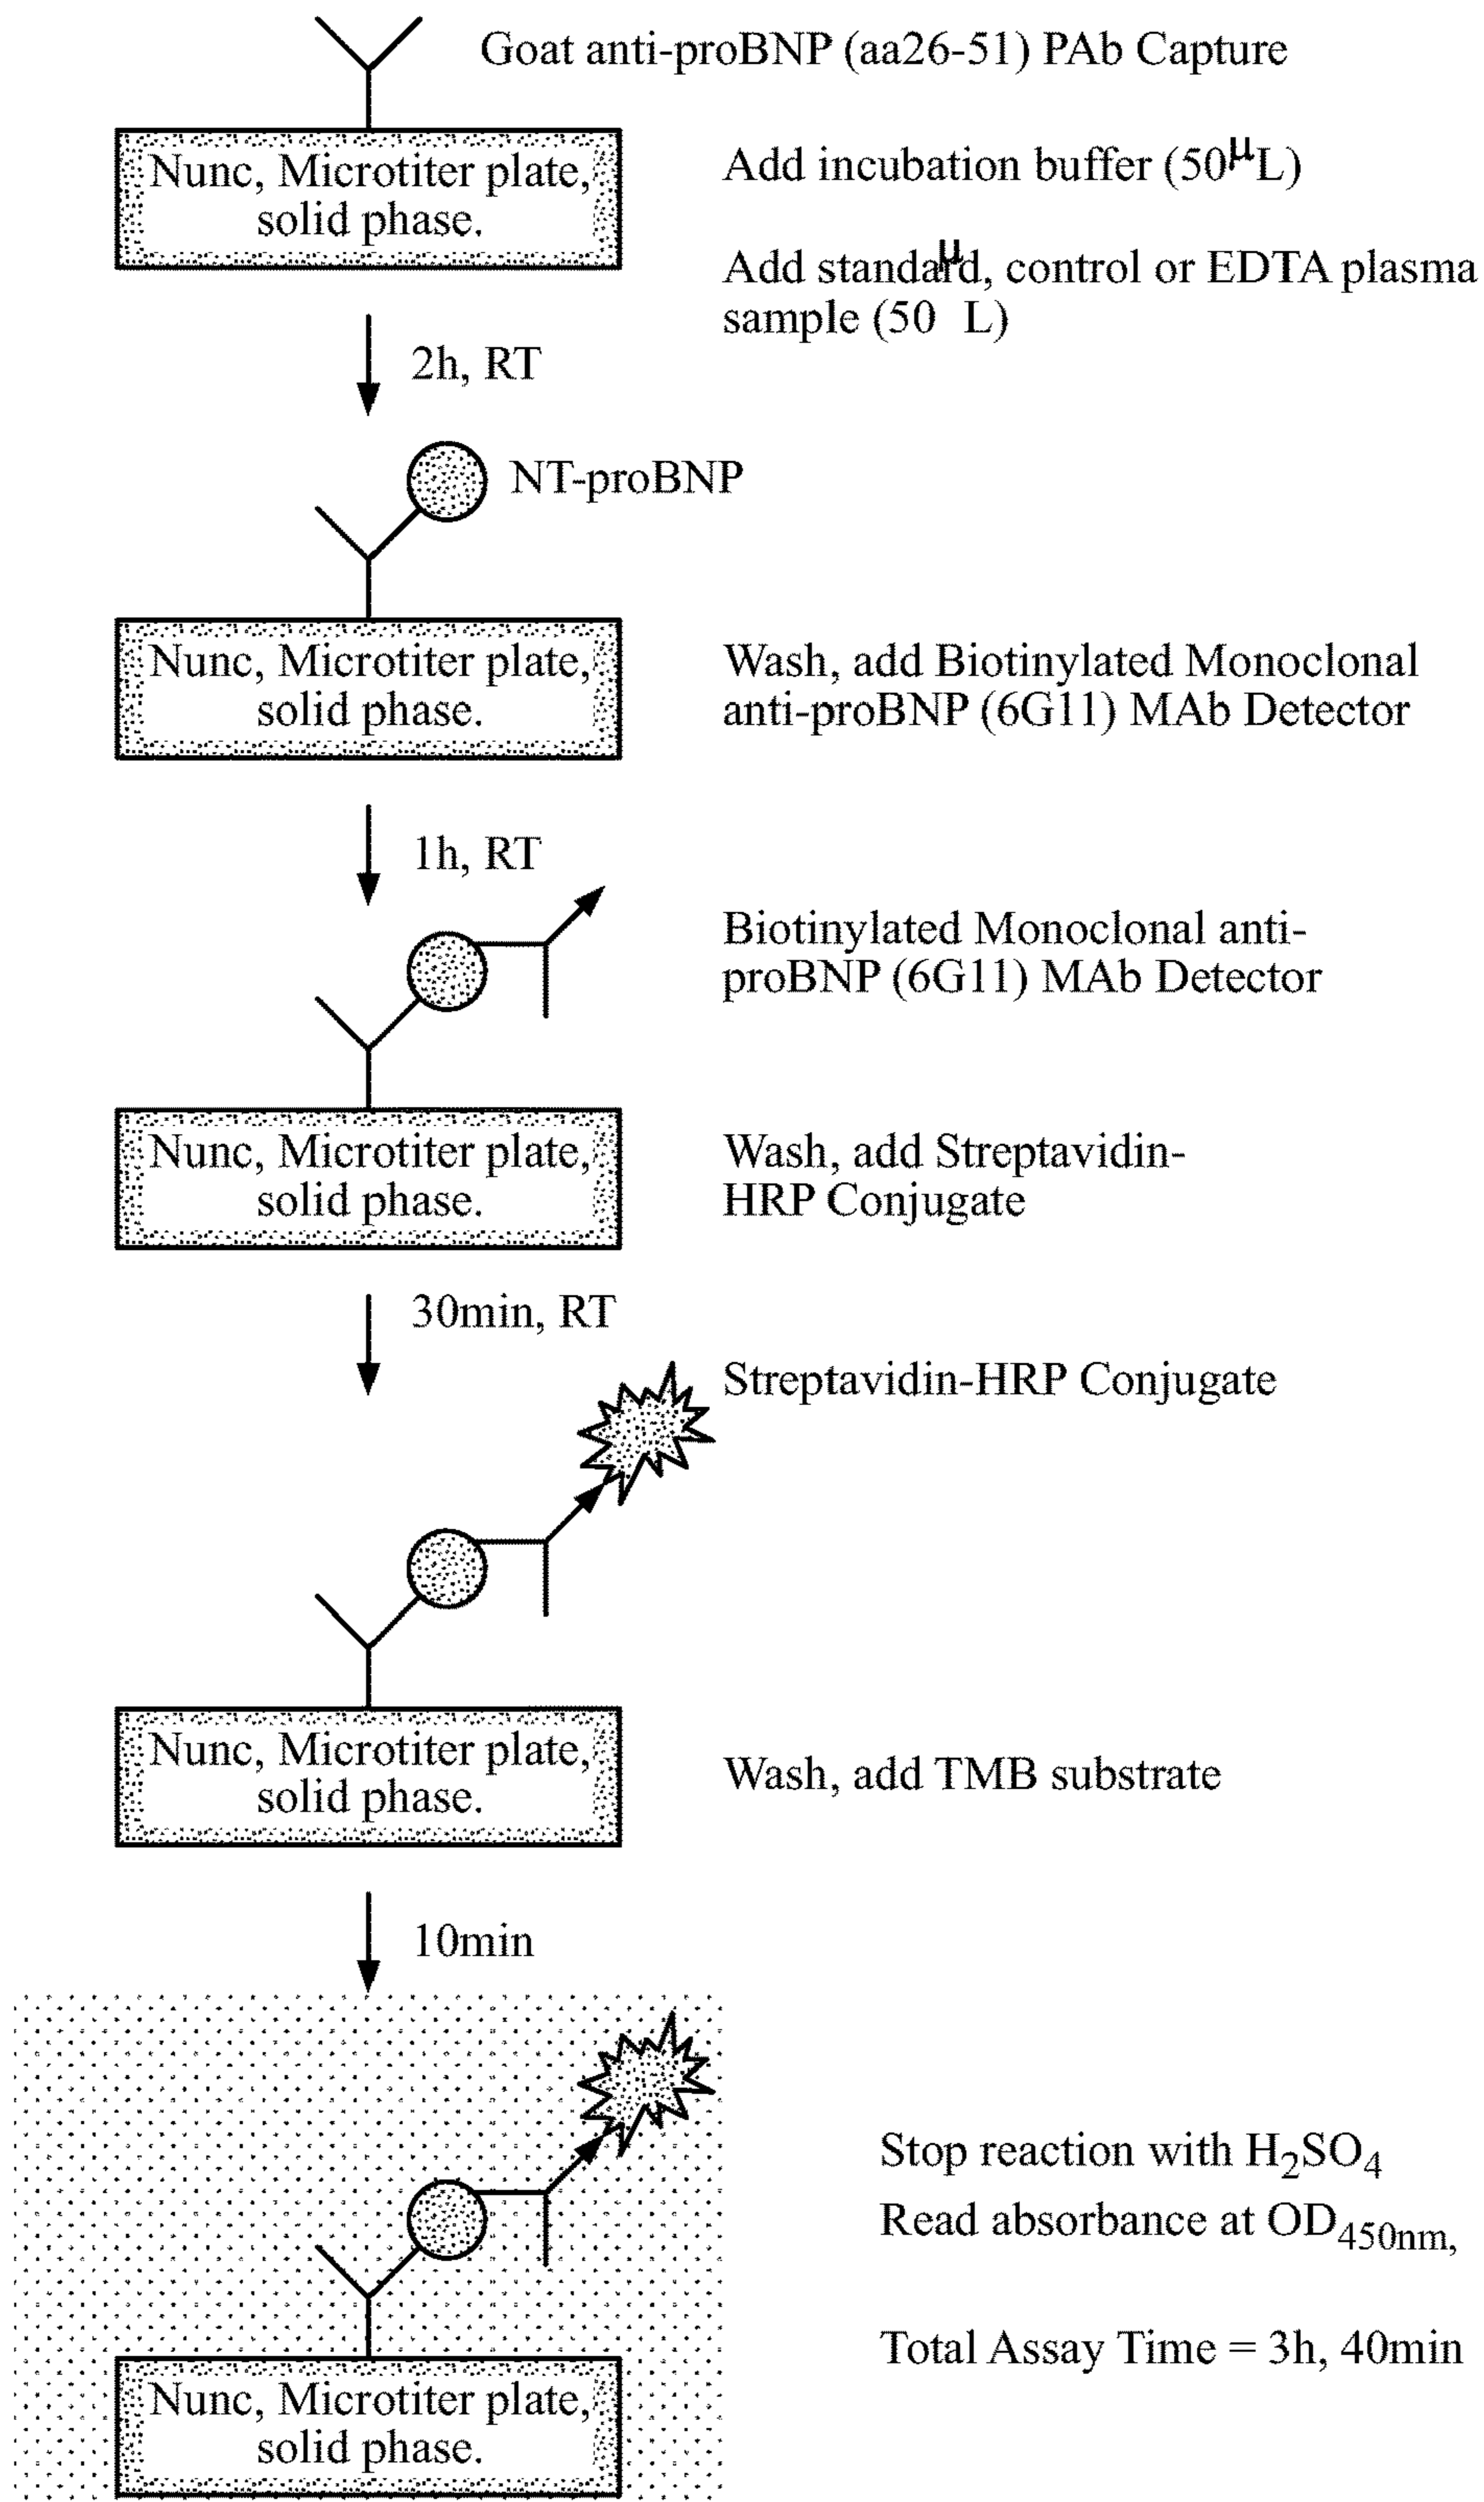 Goat anti-proBNP (aa26-51) PAb Capture
Nunc, Microtiter plate,
solid phase.
Add incubation buffer (50μL)
Add standard, control or EDTA plasma
μ
sample (50 L)
2h, RT
NT-proBNP
Nunc, Microtiter plate,
solid phase.
Wash, add Biotinylated Monoclonal
anti-proBNP (6G11) MAb Detector
1h, RT
Biotinylated Monoclonal anti-
proBNP (6G11) MAb Detector
Nunc, Microtiter plate,
solid phase.
Wash, add Streptavidin-
HRP Conjugate
30min, RT
Streptavidin-HRP Conjugate
Nunc, Microtiter plate,
solid phase.
Wash, add TMB substrate
10min
Stop reaction with H₂SO₄
Read absorbance at OD₄₅₀nm,
Total Assay Time = 3h, 40min
Nunc, Microtiter plate,
solid phase.